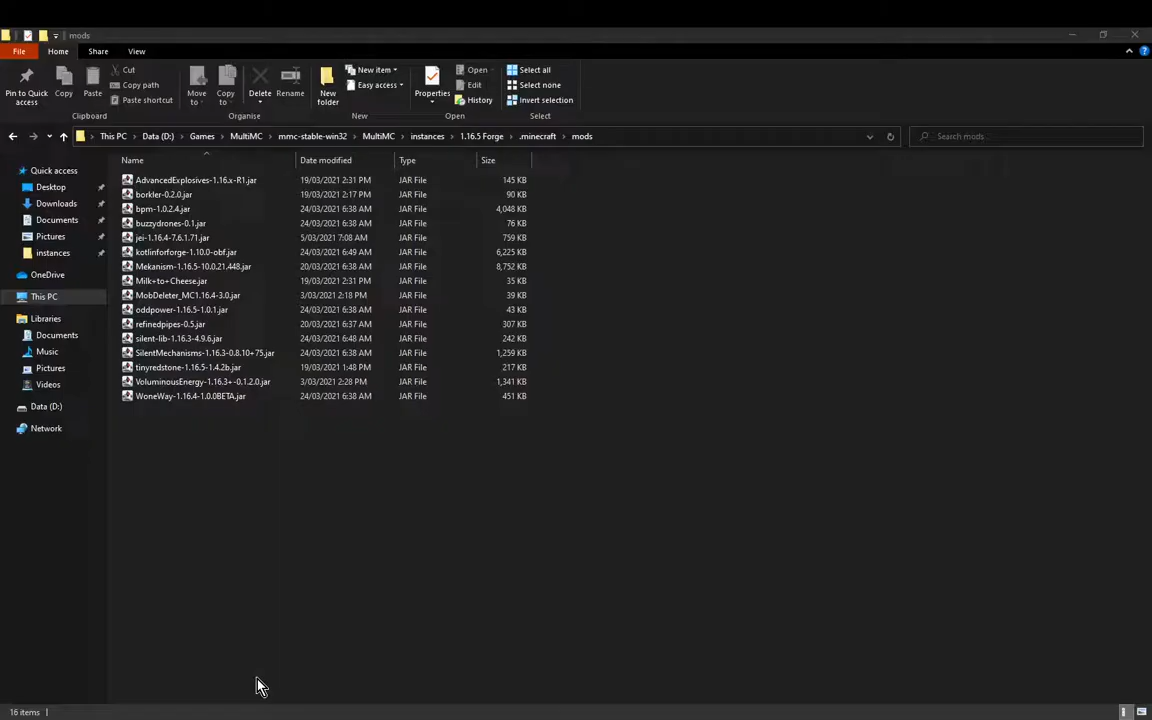 mods
File Home Share View
Pin to Quick access
Copy
Paste
Cut
Copy path
Paste shortcut
Clipboard
Move to
Copy to
Delete
Rename
Organise
New folder
New item
Easy access
New
Properties
Open
Edit
History
Open
Select all
Select none
Invert selection
Select
This PC > Data (D:) > Games > MultiMC > mmc-stable-win32 > MultiMC > instances > 1.16.5 Forge > .minecraft > mods
Search mods
Quick access
Desktop
Downloads
Documents
Pictures
instances
OneDrive
This PC
Libraries
Documents
Music
Pictures
Videos
Data (D:)
Network
Name Date modified Type Size
AdvancedExplosives-1.16.x-R1.jar 19/03/2021 2:31 PM JAR File 145 KB
borkler-0.2.0.jar 19/03/2021 2:17 PM JAR File 90 KB
bpm-1.0.2.4.jar 24/03/2021 6:38 AM JAR File 4,048 KB
buzzydrones-0.1.jar 24/03/2021 6:38 AM JAR File 76 KB
jei-1.16.4-7.6.1.71.jar 5/03/2021 7:08 AM JAR File 759 KB
kotlinforforge-1.10.0-obf.jar 24/03/2021 6:49 AM JAR File 6,225 KB
Mekanism-1.16.5-10.0.21.448.jar 20/03/2021 6:38 AM JAR File 8,752 KB
Milk+to+Cheese.jar 19/03/2021 2:31 PM JAR File 35 KB
MobDeleter_MC1.16.4-3.0.jar 3/03/2021 2:18 PM JAR File 39 KB
oddpower-1.16.5-1.0.1.jar 24/03/2021 6:38 AM JAR File 43 KB
refinedpipes-0.5.jar 20/03/2021 6:37 AM JAR File 307 KB
silent-lib-1.16.3-4.9.6.jar 24/03/2021 6:48 AM JAR File 242 KB
SilentMechanisms-1.16.3-0.8.10+75.jar 24/03/2021 6:38 AM JAR File 1,259 KB
tinyredstone-1.16.5-1.4.2b.jar 19/03/2021 1:48 PM JAR File 217 KB
VoluminousEnergy-1.16.3+-0.1.2.0.jar 3/03/2021 2:28 PM JAR File 1,341 KB
WoneWay-1.16.4-1.0.0BETA.jar 24/03/2021 6:38 AM JAR File 451 KB
16 items